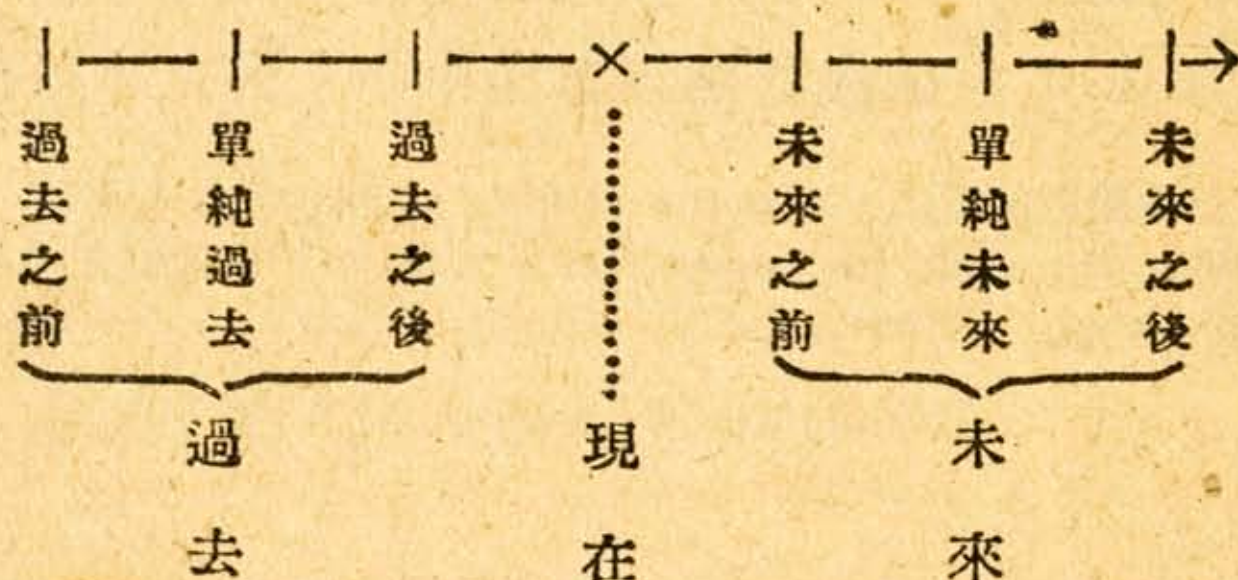 過去之前
單純過去
過去之後
未來之前
單純未來
未來之後
過去
現在
未來